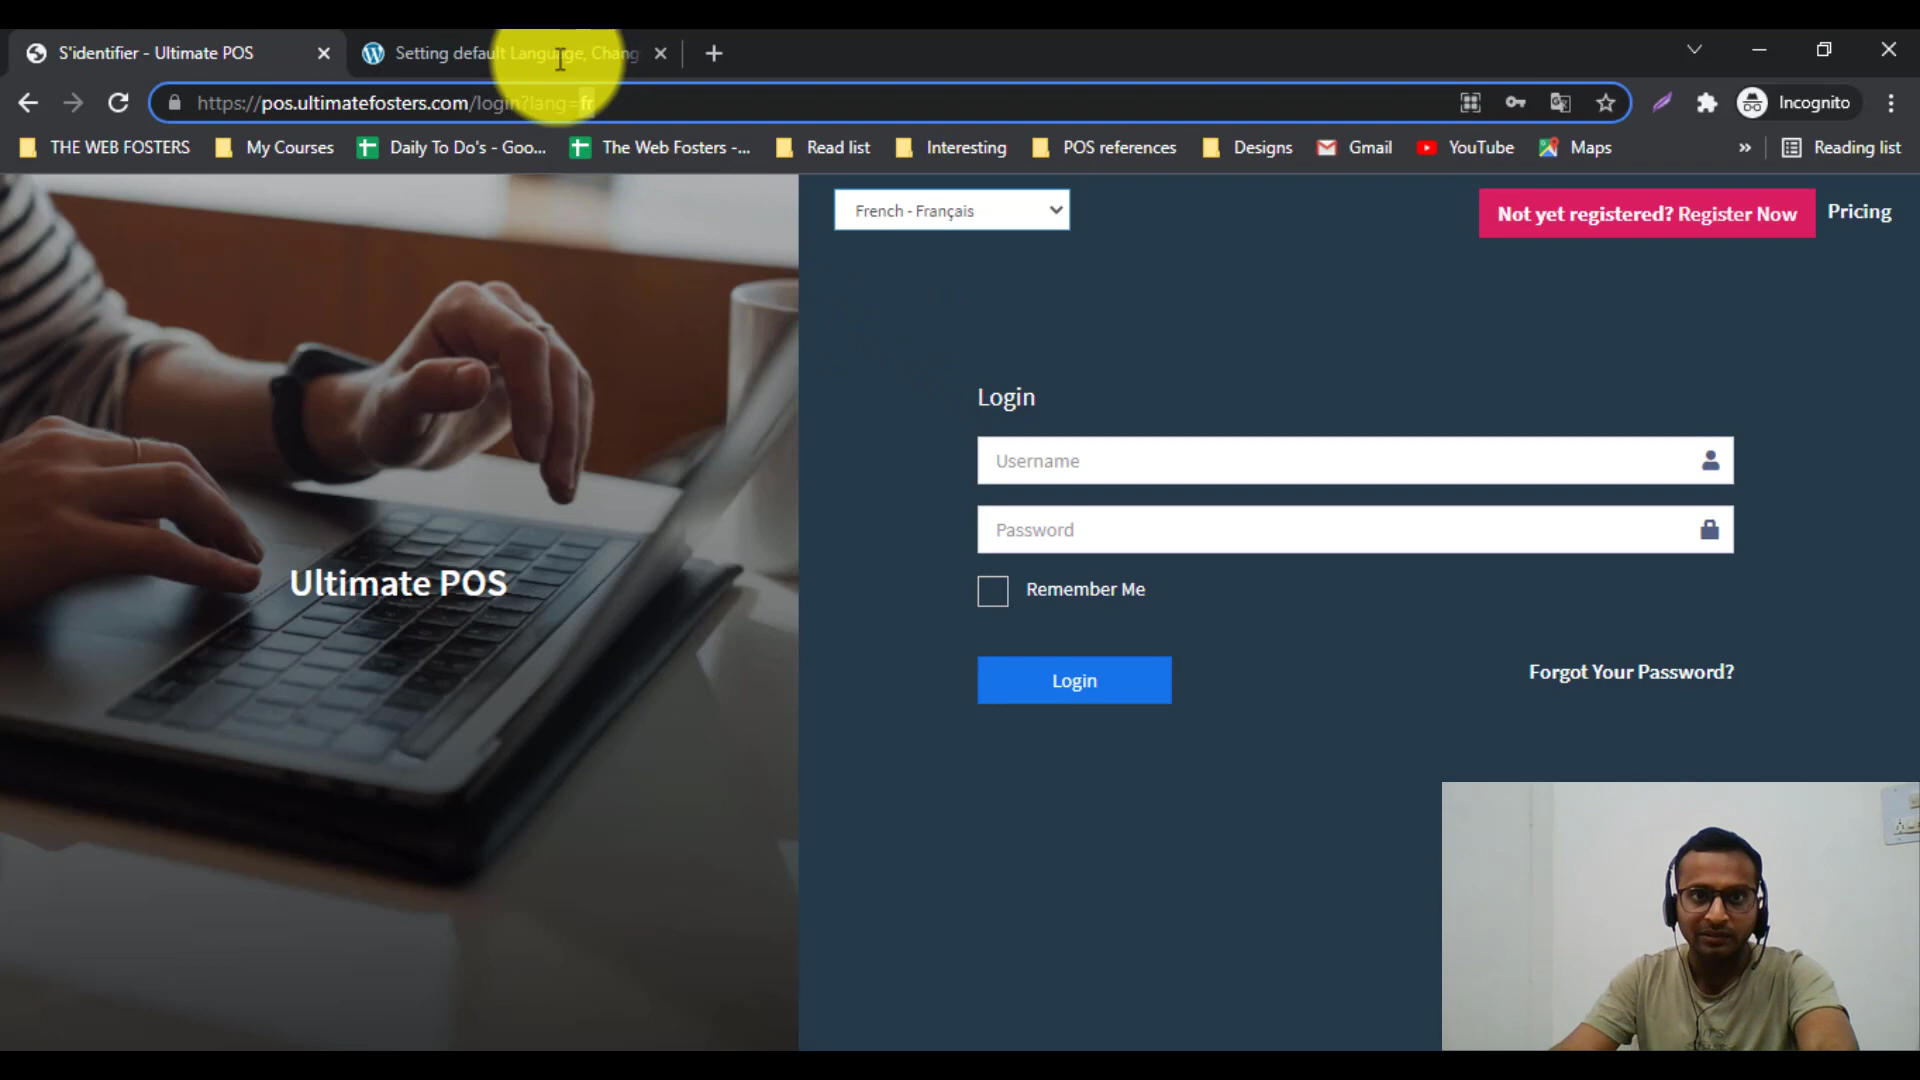 S'identifier - Ultimate POS
Setting default Language, Chang
https://pos.ultimatefosters.com/login?lang=fr
Incognito
THE WEB FOSTERS
My Courses
Daily To Do's - Goo...
The Web Fosters -...
Read list
Interesting
POS references
Designs
Gmail
YouTube
Maps
»
Reading list
French - Français
Not yet registered? Register Now
Pricing
Login
Username
Password
Remember Me
Login
Forgot Your Password?
Ultimate POS